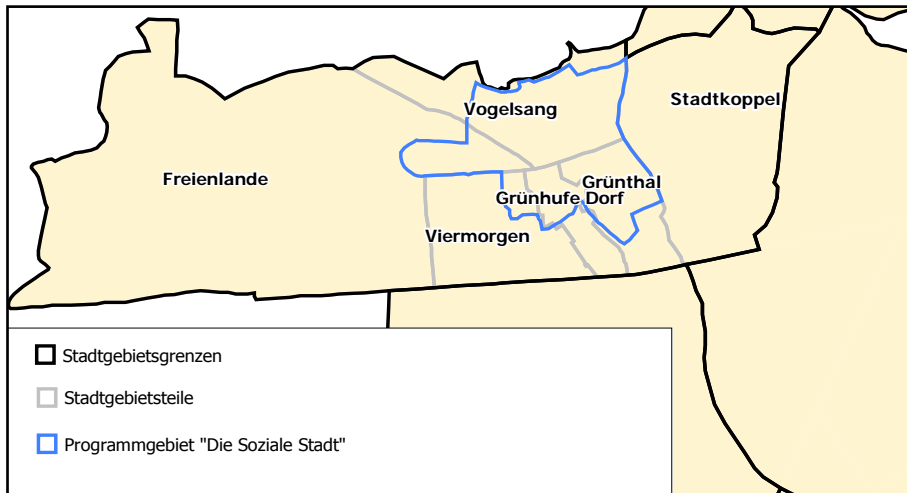 Vogelsang
Stadtkoppel
Freienlande
Grünthal
Grünhufe Dorf
Viermorgen
Stadtgebietsgrenzen
Stadtgebietsteile
Programmgebiet "Die Soziale Stadt"